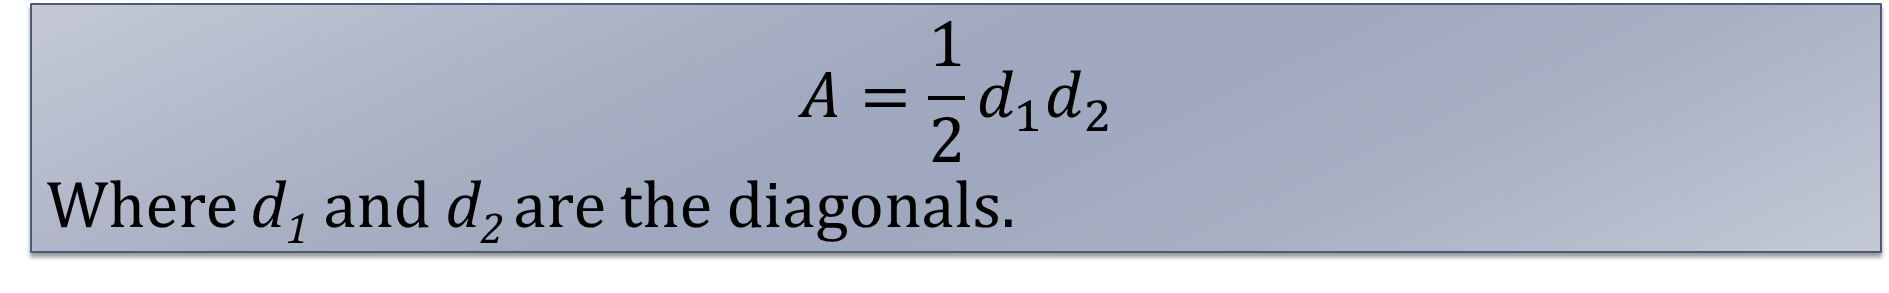 A = 1/2 d₁d₂
Where d₁ and d₂ are the diagonals.